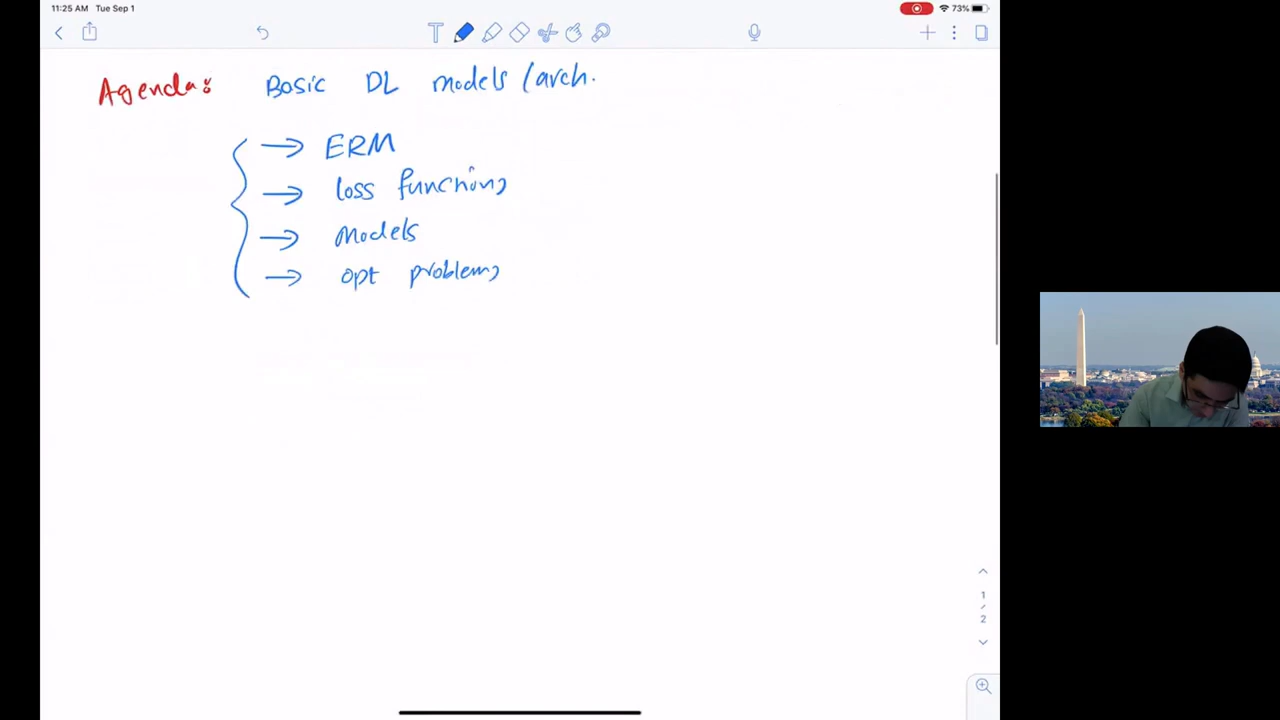 11:25 AM Tue Sep 1
73%
Agenda: Basic DL models / arch.
→ ERM
→ loss functions
→ models
→ opt problems
1
/
2